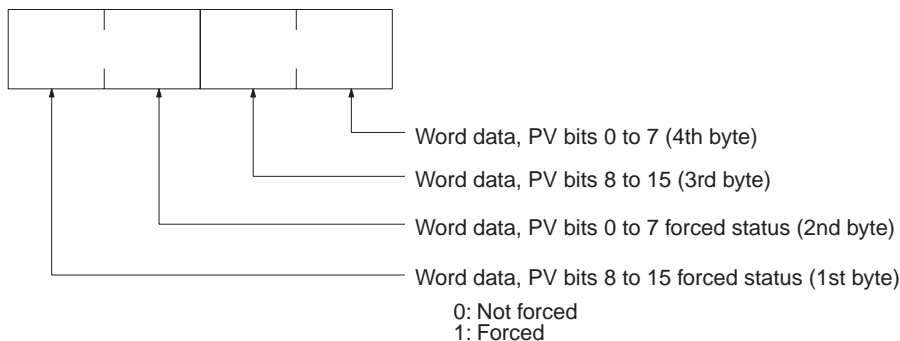 Word data, PV bits 0 to 7 (4th byte)
Word data, PV bits 8 to 15 (3rd byte)
Word data, PV bits 0 to 7 forced status (2nd byte)
Word data, PV bits 8 to 15 forced status (1st byte)
0: Not forced
1: Forced